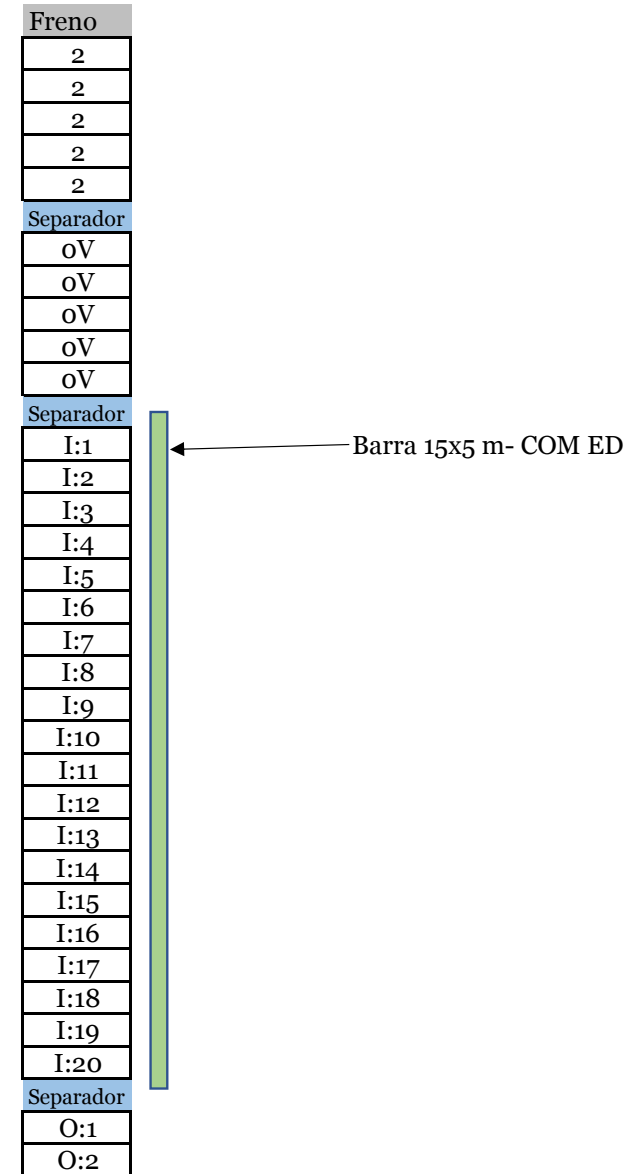 Freno
2
2
2
2
2
Separador
0V
0V
0V
0V
0V
Separador
I:1
Barra 15x5 m- COM ED
I:2
I:3
I:4
I:5
I:6
I:7
I:8
I:9
I:10
I:11
I:12
I:13
I:14
I:15
I:16
I:17
I:18
I:19
I:20
Separador
O:1
O:2